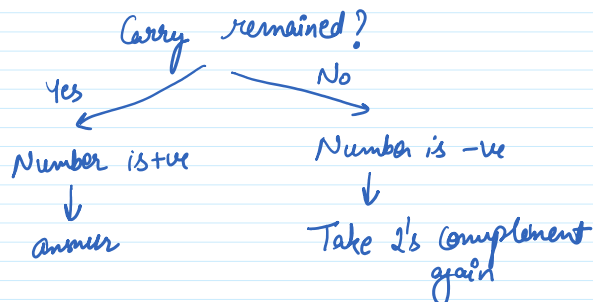 Carry remained?
Yes
No
Number is +ve
Number is -ve
answer
Take 2's complement
again